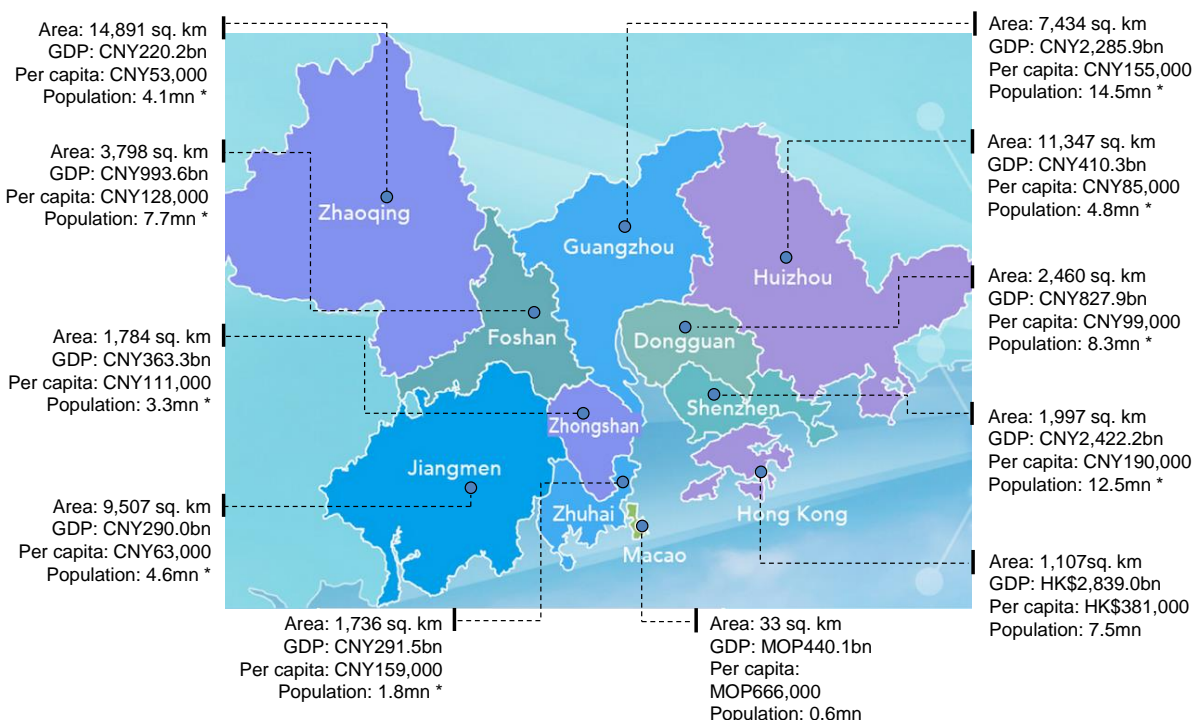 Area: 14,891 sq. km
GDP: CNY220.2bn
Per capita: CNY53,000
Population: 4.1mn *
Area: 3,798 sq. km
GDP: CNY993.6bn
Per capita: CNY128,000
Population: 7.7mn *
Area: 1,784 sq. km
GDP: CNY363.3bn
Per capita: CNY111,000
Population: 3.3mn *
Area: 9,507 sq. km
GDP: CNY290.0bn
Per capita: CNY63,000
Population: 4.6mn *
Area: 1,736 sq. km
GDP: CNY291.5bn
Per capita: CNY159,000
Population: 1.8mn *
Zhaoqing
Guangzhou
Huizhou
Foshan
Dongguan
Shenzhen
Zhongshan
Jiangmen
Zhuhai
Hong Kong
Macao
Area: 7,434 sq. km
GDP: CNY2,285.9bn
Per capita: CNY155,000
Population: 14.5mn *
Area: 11,347 sq. km
GDP: CNY410.3bn
Per capita: CNY85,000
Population: 4.8mn *
Area: 2,460 sq. km
GDP: CNY827.9bn
Per capita: CNY99,000
Population: 8.3mn *
Area: 1,997 sq. km
GDP: CNY2,422.2bn
Per capita: CNY190,000
Population: 12.5mn *
Area: 1,107sq. km
GDP: HK$2,839.0bn
Per capita: HK$381,000
Population: 7.5mn
Area: 33 sq. km
GDP: MOP440.1bn
Per capita:
MOP666,000
Population: 0.6mn